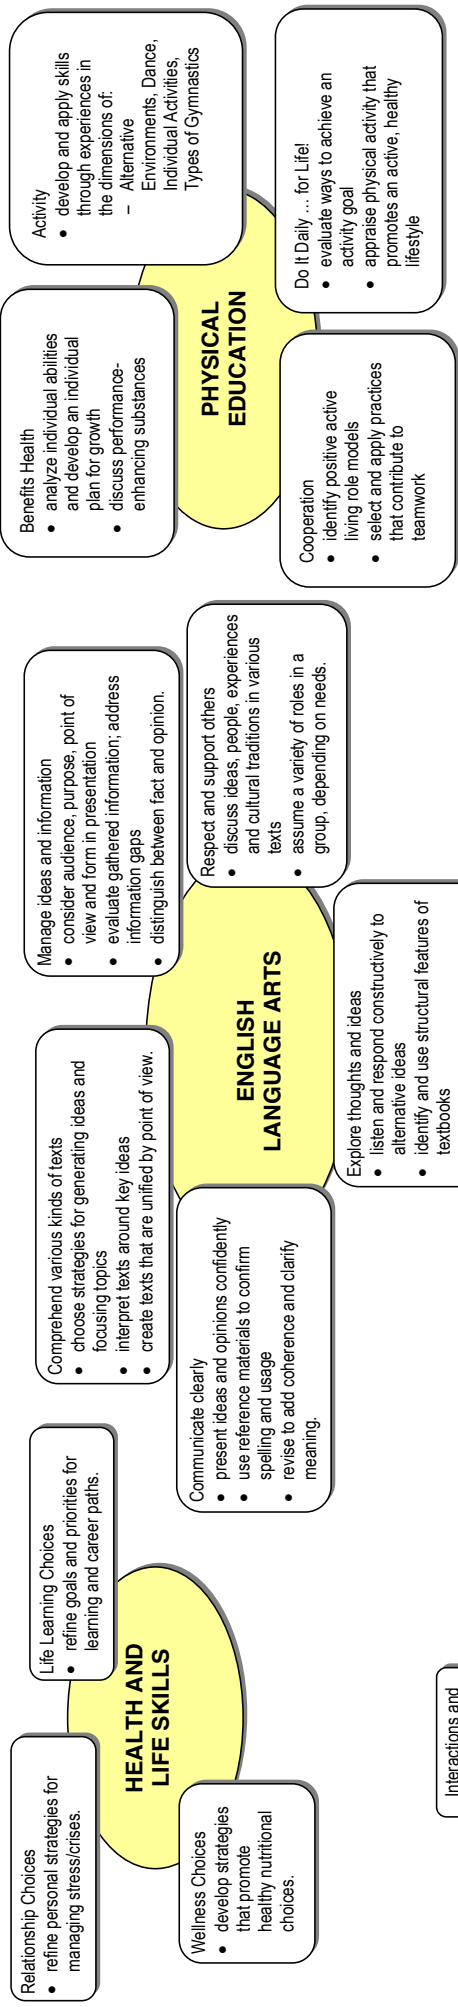 Relationship Choices
• refine personal strategies for
managing stress/crises.
Life Learning Choices
• refine goals and priorities for
learning and career paths.
HEALTH AND
LIFE SKILLS
Wellness Choices
• develop strategies
that promote
healthy nutritional
choices.
Interactions and
Comprehend various kinds of texts
• choose strategies for generating ideas and
focusing topics
• interpret texts around key ideas
• create texts that are unified by point of view.
Manage ideas and information
• consider audience, purpose, point of
view and form in presentation
• evaluate gathered information; address
information gaps
• distinguish between fact and opinion.
ENGLISH
LANGUAGE ARTS
Communicate clearly
• present ideas and opinions confidently
• use reference materials to confirm
spelling and usage
• revise to add coherence and clarify
meaning.
Respect and support others
• discuss ideas, people, experiences
and cultural traditions in various
texts
• assume a variety of roles in a
group, depending on needs.
Explore thoughts and ideas
• listen and respond constructively to
alternative ideas
• identify and use structural features of
textbooks
Benefits Health
• analyze individual abilities
and develop an individual
plan for growth
• discuss performance-
enhancing substances
Activity
• develop and apply skills
through experiences in
the dimensions of:
– Alternative
Environments, Dance,
Individual Activities,
Types of Gymnastics
PHYSICAL
EDUCATION
Cooperation
• identify positive active
living role models
• select and apply practices
that contribute to
teamwork
Do It Daily … for Life!
• evaluate ways to achieve an
activity goal
• appraise physical activity that
promotes an active, healthy
lifestyle